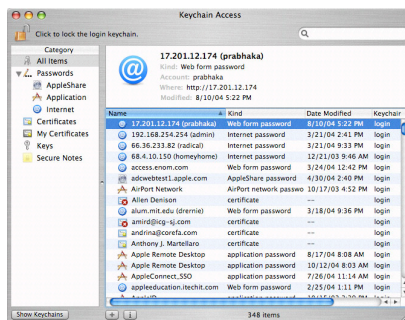 Keychain Access
Click to lock the login keychain.
Category
All Items
Passwords
AppleShare
Application
Internet
Certificates
My Certificates
Keys
Secure Notes
17.201.12.174 (prabhaka)
Kind: Web form password
Account: prabhaka
Where: http://17.201.12.174
Modified: 8/10/04 5:22 PM
Name Kind Date Modified Keychain
17.201.12.174 (prabhaka) Web form password 8/10/04 5:22 PM login
192.168.254.254 (admin) Internet password 3/21/04 2:41 PM login
66.36.233.82 (radical) Internet password 3/21/04 9:33 PM login
68.4.10.150 (homeyhome) Internet password 12/21/03 9:46 AM login
access.enom.com Web form password 3/24/04 12:42 PM login
adcwebtest1.apple.com AppleShare password 4/30/04 2:40 PM login
AirPort Network AirPort network passwo 10/17/03 4:52 PM login
Allen Denison certificate -- login
alum.mit.edu (drernie) Web form password 3/18/04 9:36 PM login
amird@icg-sj.com certificate -- login
andrina@corefa.com certificate -- login
Anthony J. Martellaro certificate -- login
Apple Remote Desktop application password 8/17/04 8:08 AM login
Apple Remote Desktop application password 10/12/04 8:03 AM login
AppleConnect_SSO application password 7/26/04 11:14 AM login
appleeducation.itechit.com Web form password 2/25/04 1:11 PM login
Show Keychains
348 items